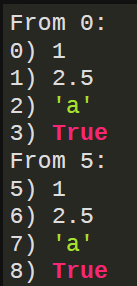 From 0:
0) 1
1) 2.5
2) 'a'
3) True
From 5:
5) 1
6) 2.5
7) 'a'
8) True